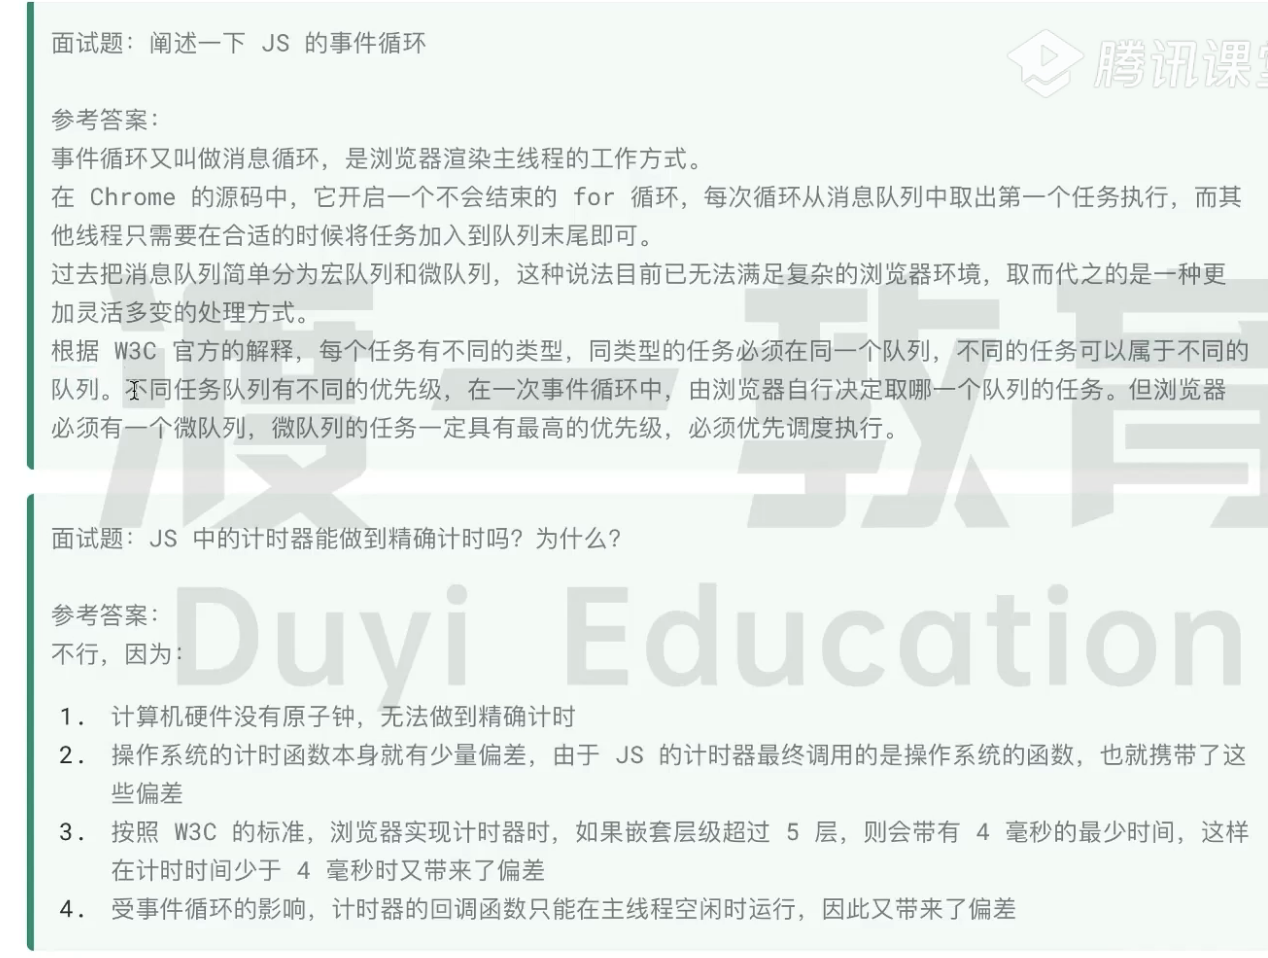 面试题：阐述一下 JS 的事件循环
腾讯课堂
参考答案：
事件循环又叫做消息循环，是浏览器渲染主线程的工作方式。
在 Chrome 的源码中，它开启一个不会结束的 for 循环，每次循环从消息队列中取出第一个任务执行，而其
他线程只需要在合适的时候将任务加入到队列末尾即可。
过去把消息队列简单分为宏队列和微队列，这种说法目前已无法满足复杂的浏览器环境，取而代之的是一种更
加灵活多变的处理方式。
根据 W3C 官方的解释，每个任务有不同的类型，同类型的任务必须在同一个队列，不同的任务可以属于不同的
队列。不同任务队列有不同的优先级，在一次事件循环中，由浏览器自行决定取哪一个队列的任务。但浏览器
必须有一个微队列，微队列的任务一定具有最高的优先级，必须优先调度执行。
渡一教育
面试题：JS 中的计时器能做到精确计时吗？为什么？
Duyi Education
参考答案：
不行，因为：
1. 计算机硬件没有原子钟，无法做到精确计时
2. 操作系统的计时函数本身就有少量偏差，由于 JS 的计时器最终调用的是操作系统的函数，也就携带了这
些偏差
3. 按照 W3C 的标准，浏览器实现计时器时，如果嵌套层级超过 5 层，则会带有 4 毫秒的最少时间，这样
在计时时间少于 4 毫秒时又带来了偏差
4. 受事件循环的影响，计时器的回调函数只能在主线程空闲时运行，因此又带来了偏差